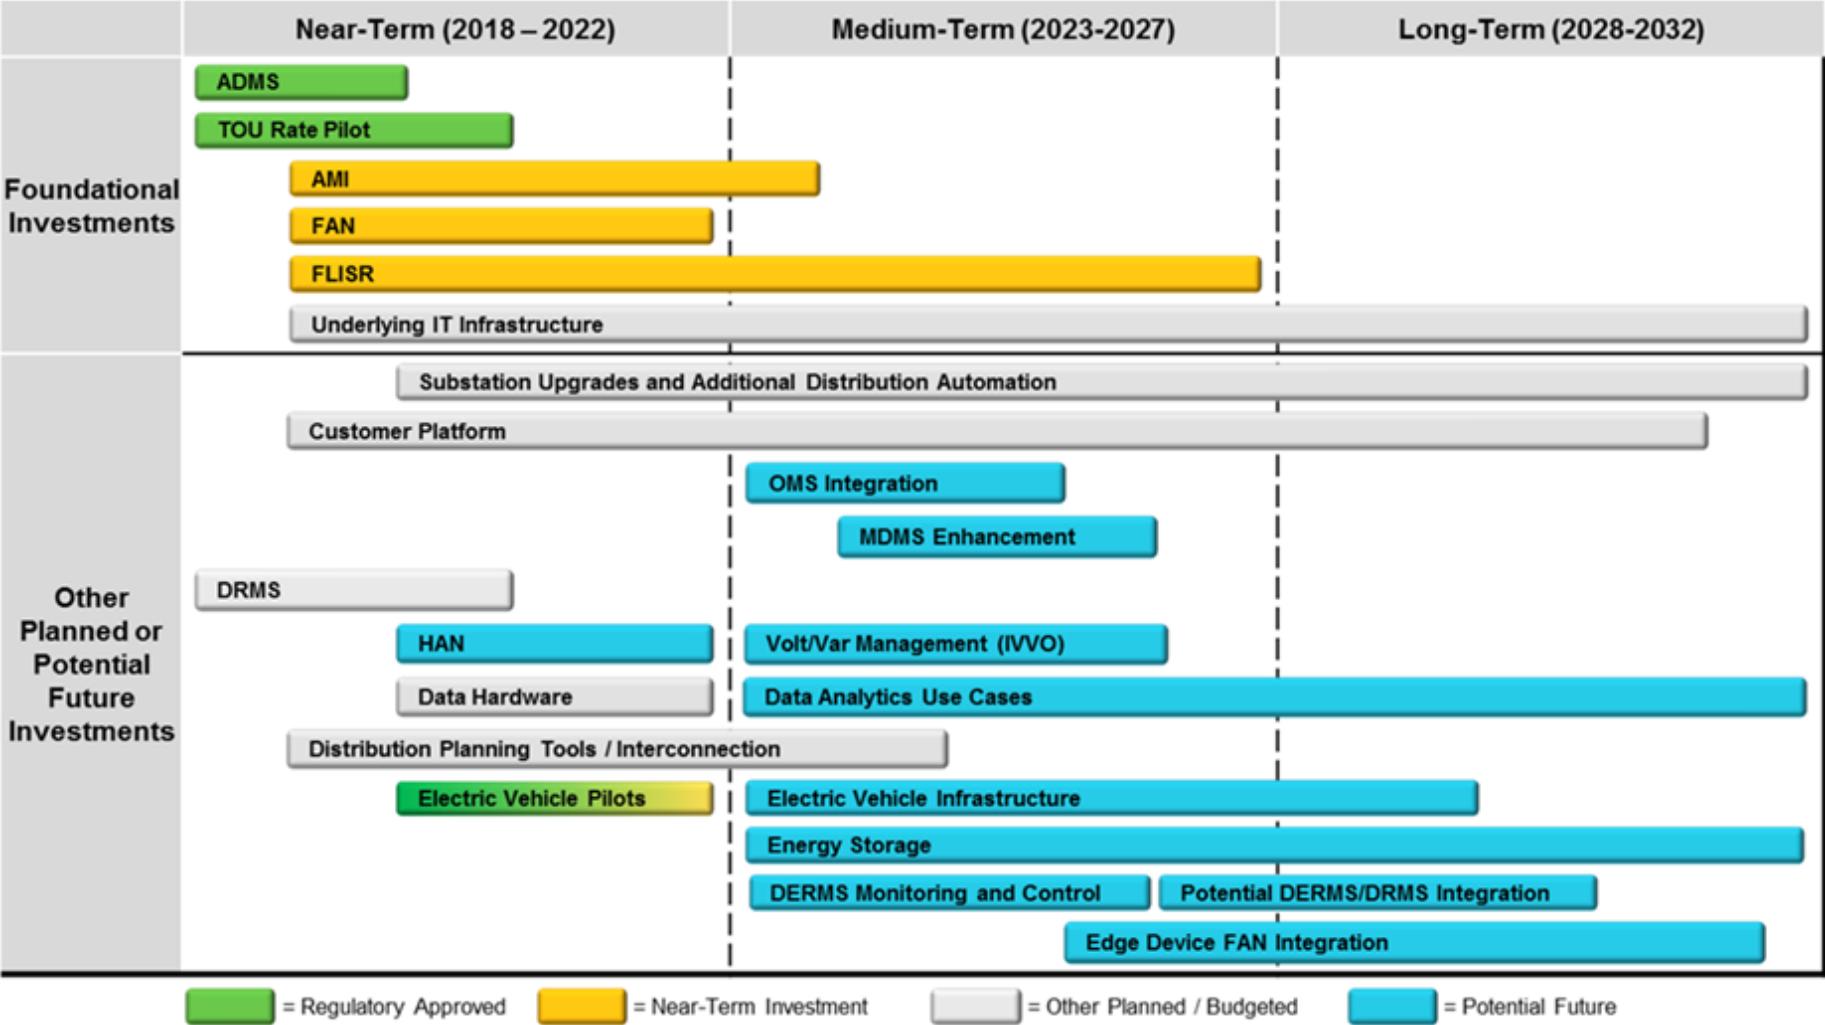 Near-Term (2018 – 2022)
Medium-Term (2023-2027)
Long-Term (2028-2032)
Foundational
Investments
ADMS
TOU Rate Pilot
AMI
FAN
FLISR
Underlying IT Infrastructure
Other
Planned or
Potential
Future
Investments
Substation Upgrades and Additional Distribution Automation
Customer Platform
OMS Integration
MDMS Enhancement
DRMS
HAN
Volt/Var Management (IVVO)
Data Hardware
Data Analytics Use Cases
Distribution Planning Tools / Interconnection
Electric Vehicle Pilots
Electric Vehicle Infrastructure
Energy Storage
DERMS Monitoring and Control
Potential DERMS/DRMS Integration
Edge Device FAN Integration
= Regulatory Approved
= Near-Term Investment
= Other Planned / Budgeted
= Potential Future